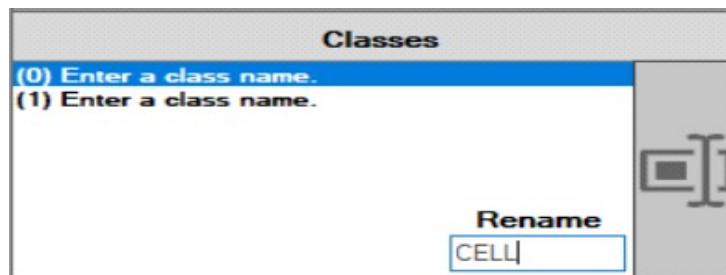 Classes
(0) Enter a class name.
(1) Enter a class name.
Rename
CELL